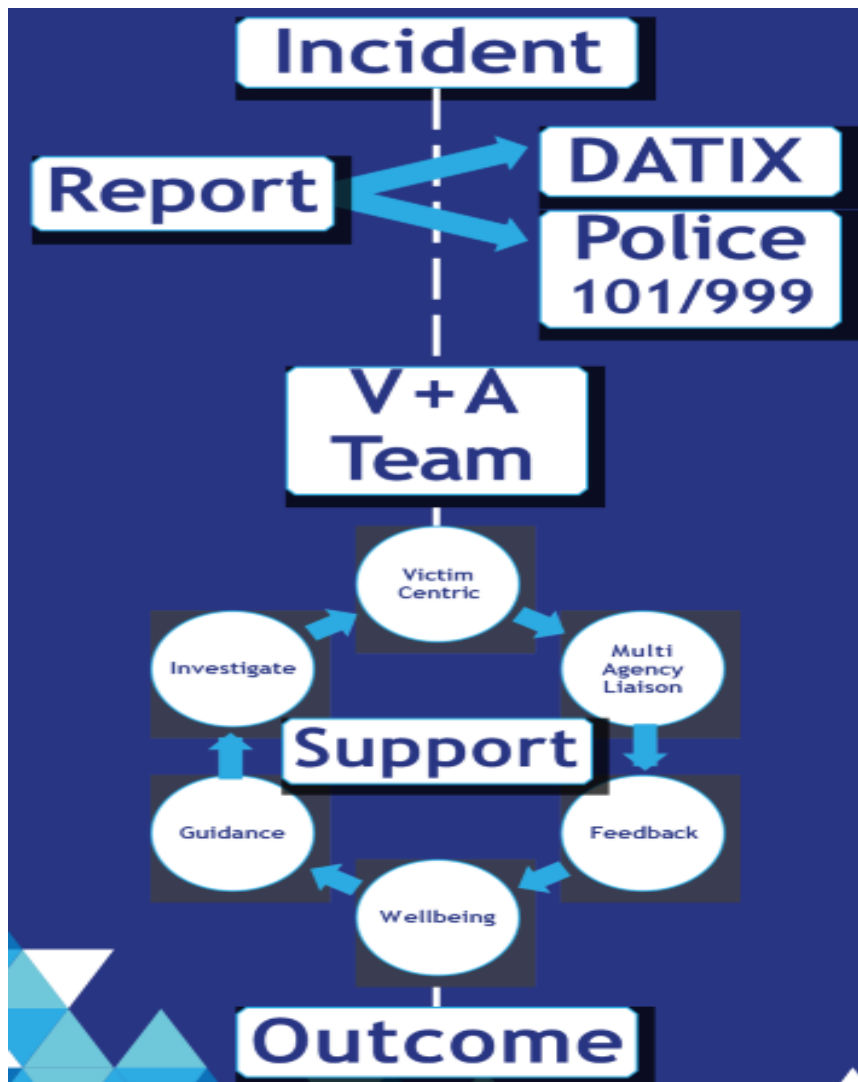 Incident
Report
DATIX
Police
101/999
V+A
Team
Victim
Centric
Multi
Agency
Liaison
Feedback
Wellbeing
Guidance
Investigate
Support
Outcome